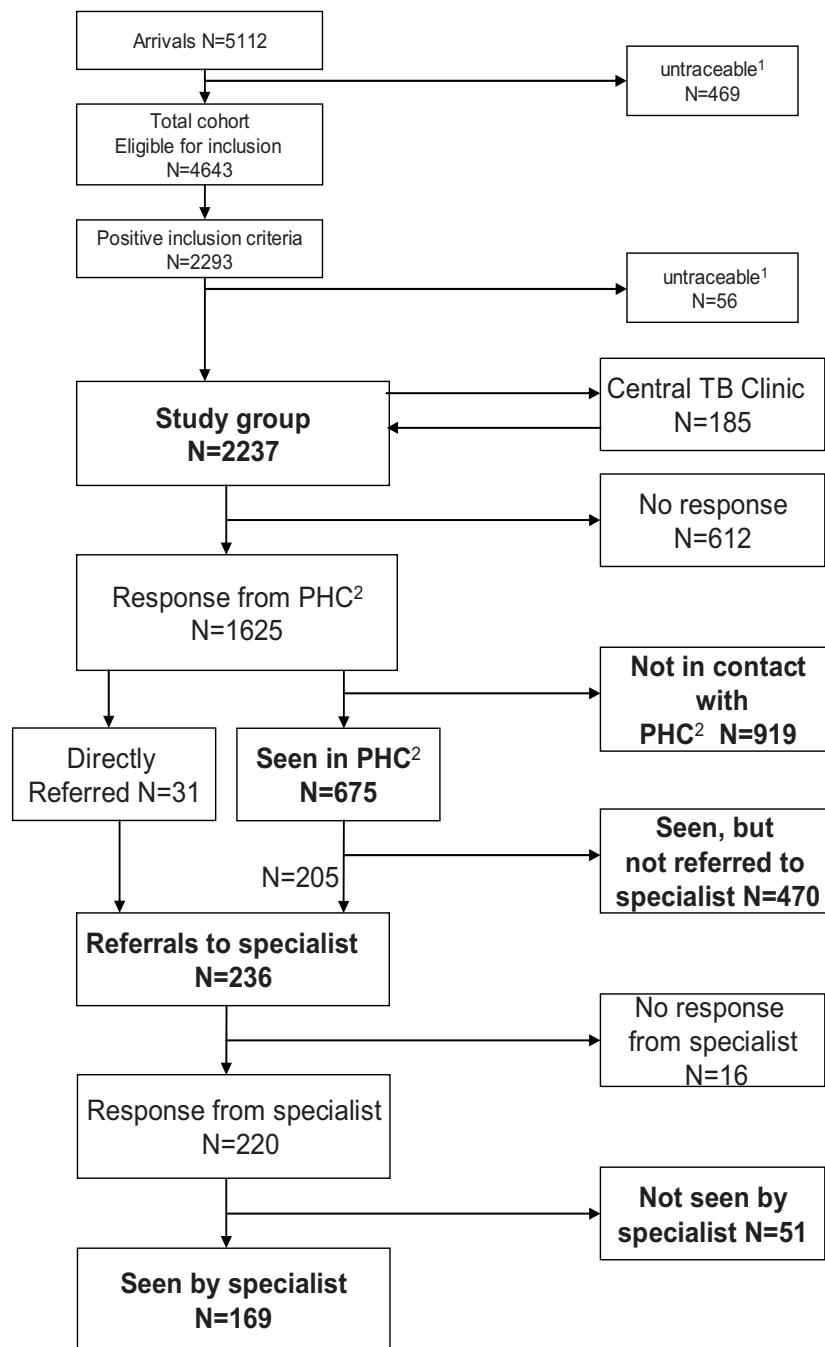 Arrivals N=5112
untraceable¹
N=469
Total cohort
Eligible for inclusion
N=4643
Positive inclusion criteria
N=2293
untraceable¹
N=56
Study group
N=2237
Central TB Clinic
N=185
No response
N=612
Response from PHC²
N=1625
Not in contact
with
PHC² N=919
Directly
Referred N=31
Seen in PHC²
N=675
Seen, but
not referred to
specialist N=470
N=205
Referrals to specialist
N=236
No response
from specialist
N=16
Response from specialist
N=220
Not seen by
specialist N=51
Seen by specialist
N=169